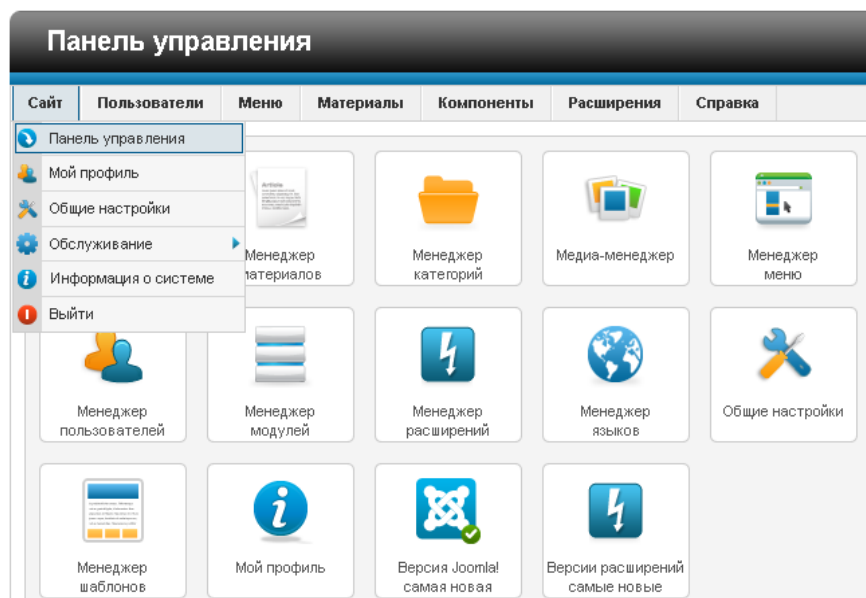 Панель управления
Сайт Пользователи Меню Материалы Компоненты Расширения Справка
Панель управления
Мой профиль
Общие настройки
Обслуживание
Информация о системе
Выйти
Менеджер
материалов
Менеджер
категорий
Медиа-менеджер
Менеджер
меню
Менеджер
пользователей
Менеджер
модулей
Менеджер
расширений
Менеджер
языков
Общие настройки
Менеджер
шаблонов
Мой профиль
Версия Joomla!
самая новая
Версии расширений
самые новые